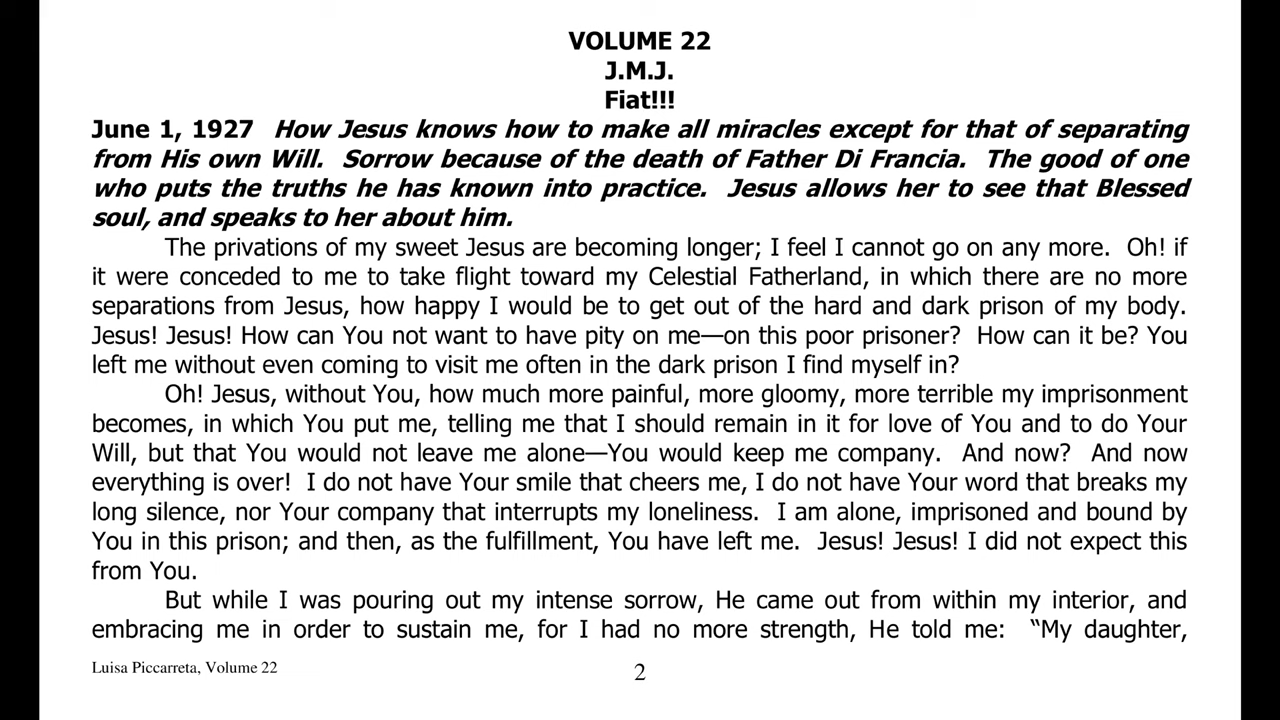 VOLUME 22
J.M.J.
Fiat!!!
June 1, 1927 How Jesus knows how to make all miracles except for that of separating
from His own Will. Sorrow because of the death of Father Di Francia. The good of one
who puts the truths he has known into practice. Jesus allows her to see that Blessed
soul, and speaks to her about him.
The privations of my sweet Jesus are becoming longer; I feel I cannot go on any more. Oh! if
it were conceded to me to take flight toward my Celestial Fatherland, in which there are no more
separations from Jesus, how happy I would be to get out of the hard and dark prison of my body.
Jesus! Jesus! How can You not want to have pity on me—on this poor prisoner? How can it be? You
left me without even coming to visit me often in the dark prison I find myself in?
Oh! Jesus, without You, how much more painful, more gloomy, more terrible my imprisonment
becomes, in which You put me, telling me that I should remain in it for love of You and to do Your
Will, but that You would not leave me alone—You would keep me company. And now? And now
everything is over! I do not have Your smile that cheers me, I do not have Your word that breaks my
long silence, nor Your company that interrupts my loneliness. I am alone, imprisoned and bound by
You in this prison; and then, as the fulfillment, You have left me. Jesus! Jesus! I did not expect this
from You.
But while I was pouring out my intense sorrow, He came out from within my interior, and
embracing me in order to sustain me, for I had no more strength, He told me: “My daughter,
Luisa Piccarreta, Volume 22
2